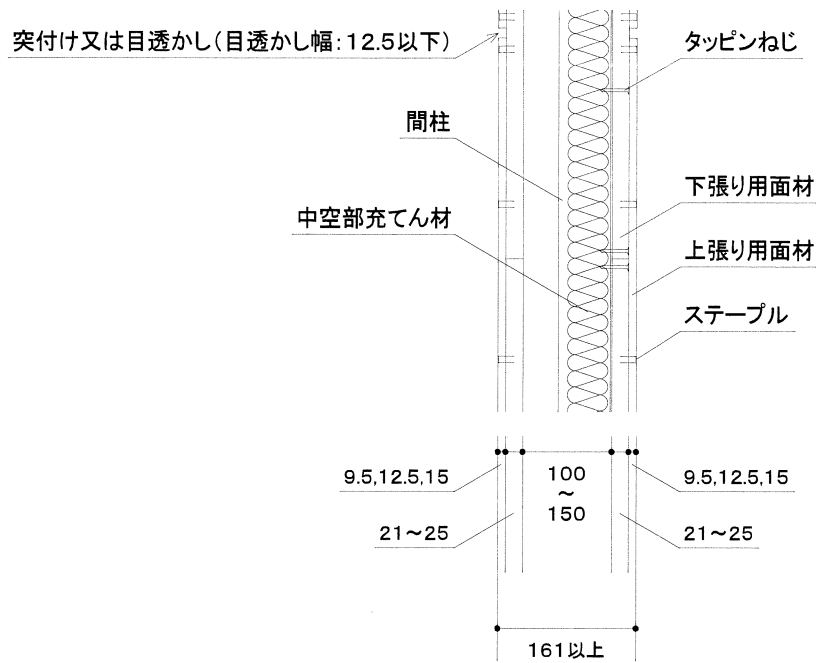 突付け又は目透かし(目透かし幅:12.5以下)
タッピンねじ
間柱
下張り用面材
中空部充てん材
上張り用面材
ステープル
9.5,12.5,15
100
~
150
9.5,12.5,15
21~25
21~25
161以上